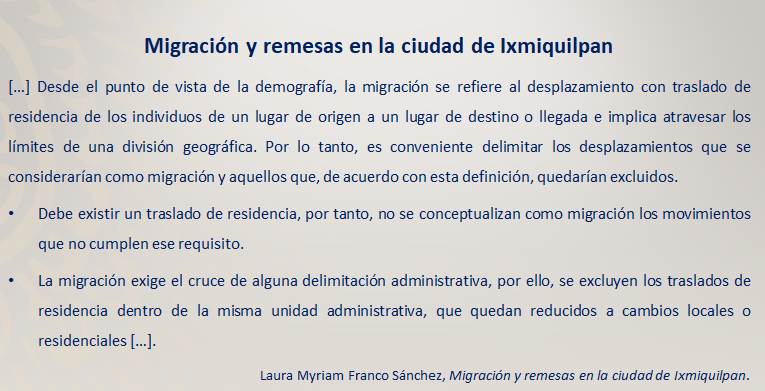 Migración y remesas en la ciudad de Ixmiquilpan
[...] Desde el punto de vista de la demografía, la migración se refiere al desplazamiento con traslado de
residencia de los individuos de un lugar de origen a un lugar de destino o llegada e implica atravesar los
límites de una división geográfica. Por lo tanto, es conveniente delimitar los desplazamientos que se
considerarían como migración y aquellos que, de acuerdo con esta definición, quedarían excluidos.
• Debe existir un traslado de residencia, por tanto, no se conceptualizan como migración los movimientos
que no cumplen ese requisito.
• La migración exige el cruce de alguna delimitación administrativa, por ello, se excluyen los traslados de
residencia dentro de la misma unidad administrativa, que quedan reducidos a cambios locales o
residenciales [...].
Laura Myriam Franco Sánchez, Migración y remesas en la ciudad de Ixmiquilpan.